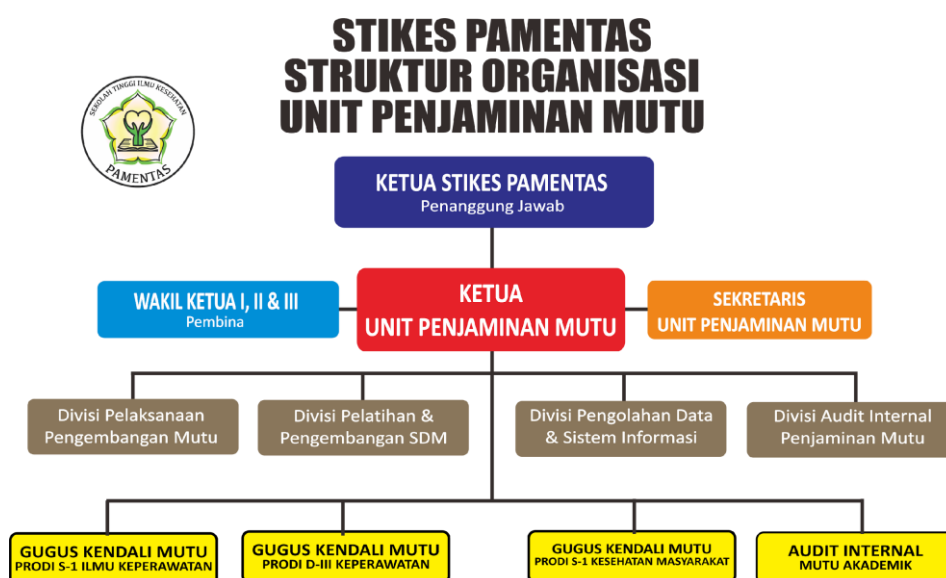 STIKES PAMENTAS
STRUKTUR ORGANISASI
UNIT PENJAMINAN MUTU
SEKOLAH TINGGI ILMU KESEHATAN
PAMENTAS
KETUA STIKES PAMENTAS
Penanggung Jawab
WAKIL KETUA I, II & III
Pembina
KETUA
UNIT PENJAMINAN MUTU
SEKRETARIS
UNIT PENJAMINAN MUTU
Divisi Pelaksanaan
Pengembangan Mutu
Divisi Pelatihan &
Pengembangan SDM
Divisi Pengolahan Data
& Sistem Informasi
Divisi Audit Internal
Penjaminan Mutu
GUGUS KENDALI MUTU
PRODI S-1 ILMU KEPERAWATAN
GUGUS KENDALI MUTU
PRODI D-III KEPERAWATAN
GUGUS KENDALI MUTU
PRODI S-1 KESEHATAN MASYARAKAT
AUDIT INTERNAL
MUTU AKADEMIK